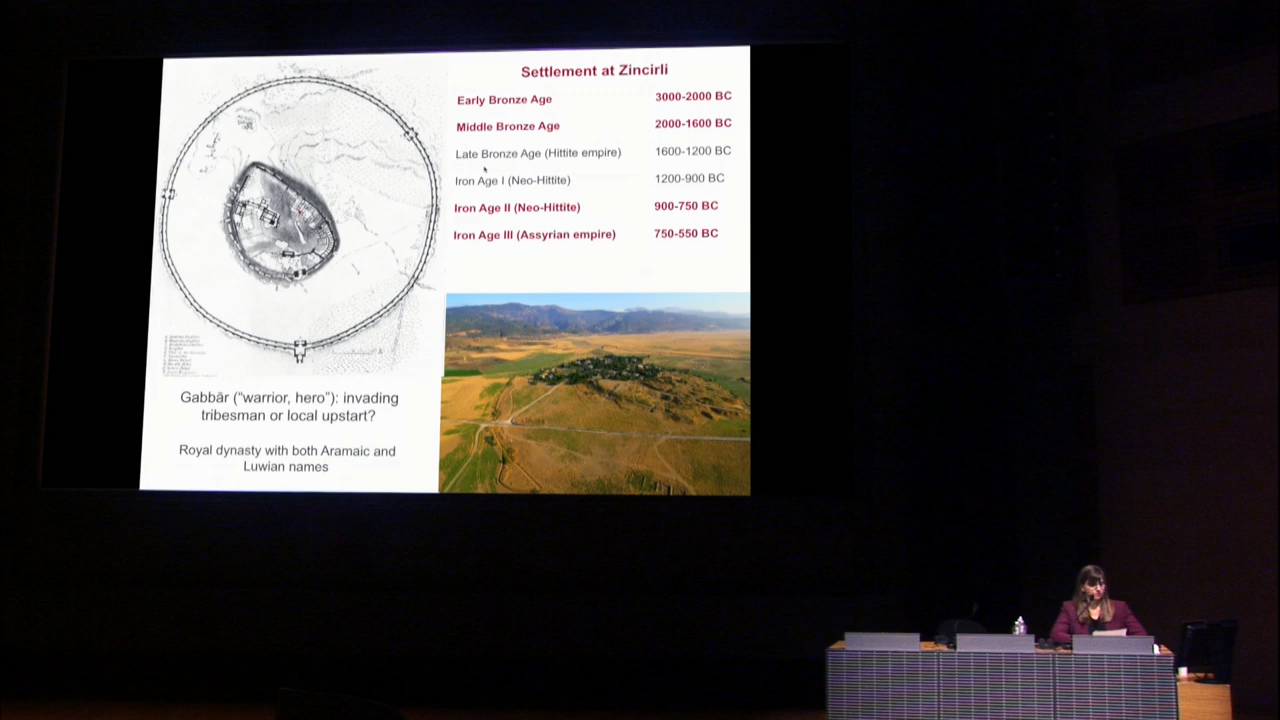 Settlement at Zincirli
Early Bronze Age 3000-2000 BC
Middle Bronze Age 2000-1600 BC
Late Bronze Age (Hittite empire) 1600-1200 BC
Iron Age I (Neo-Hittite) 1200-900 BC
Iron Age II (Neo-Hittite) 900-750 BC
Iron Age III (Assyrian empire) 750-550 BC
Gabbār ("warrior, hero"): invading
tribesman or local upstart?
Royal dynasty with both Aramaic and
Luwian names